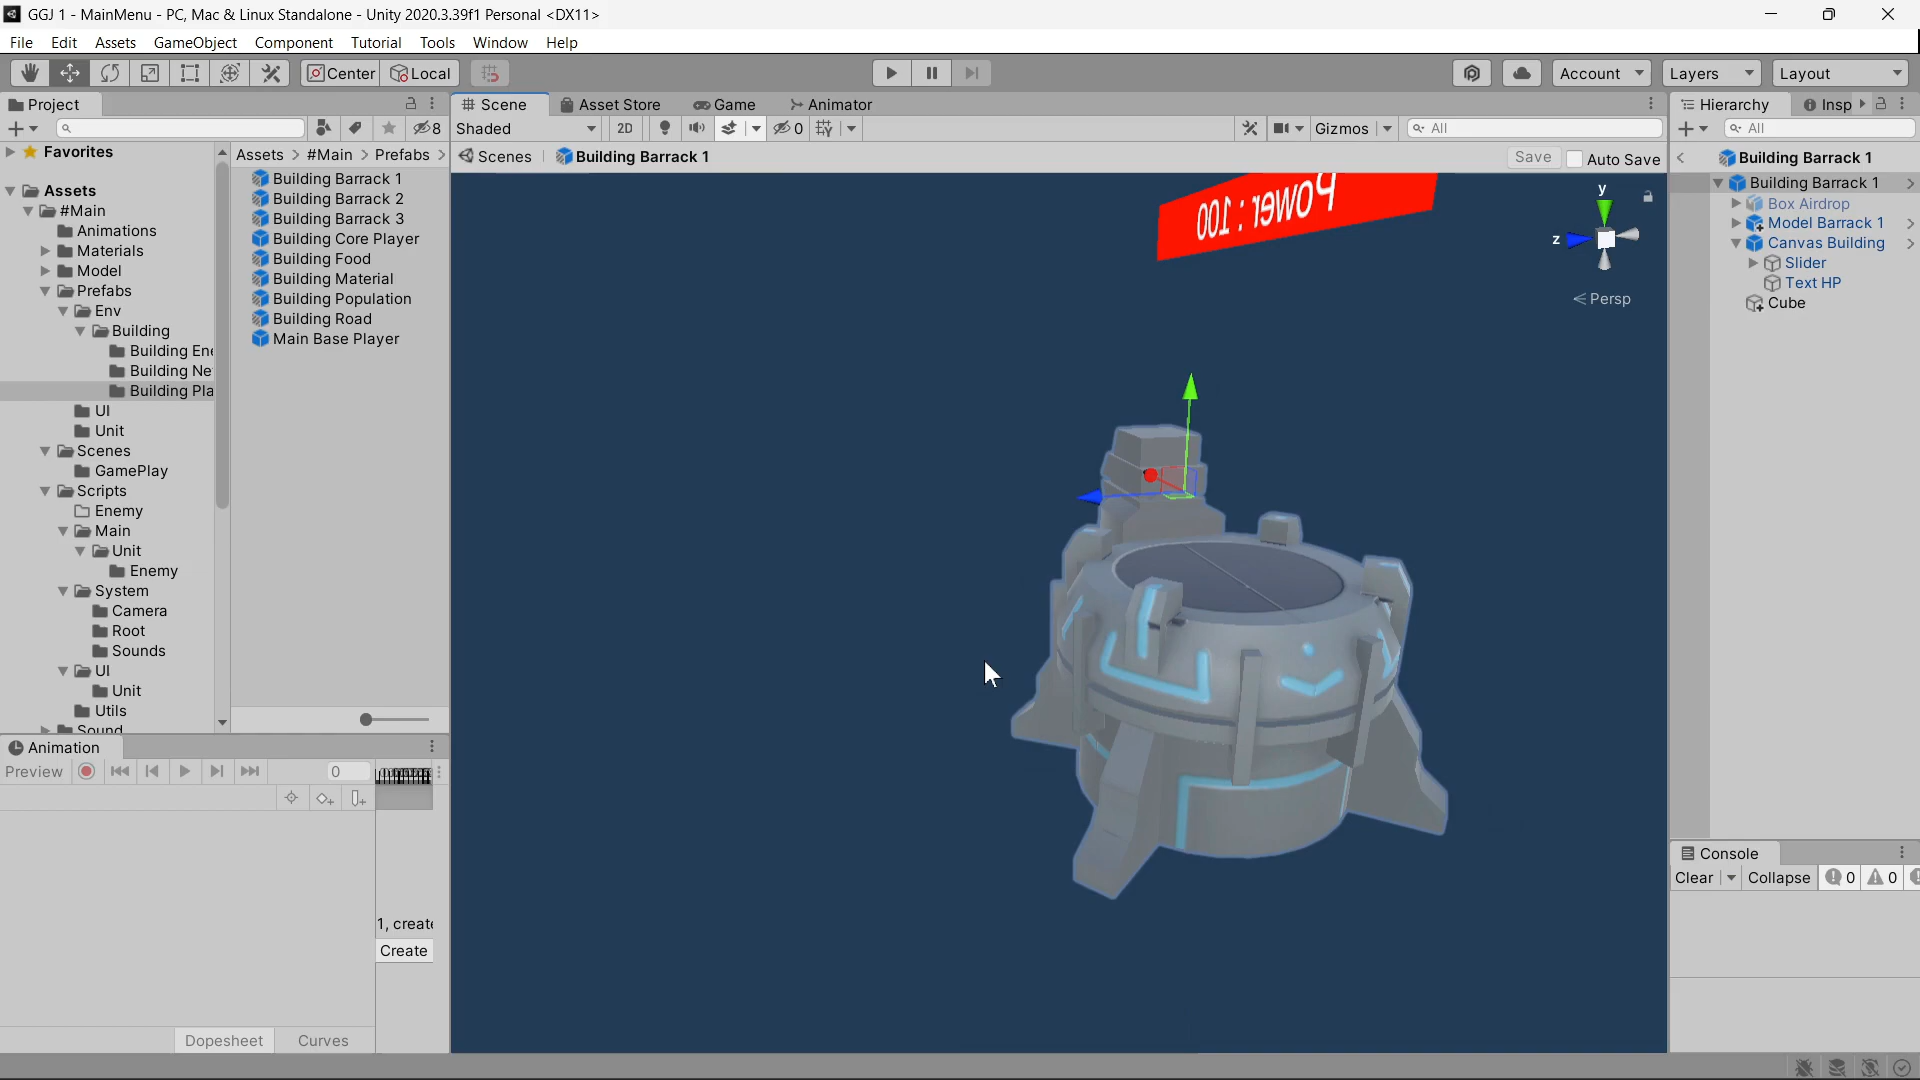 GGJ 1 - MainMenu - PC, Mac & Linux Standalone - Unity 2020.3.39f1 Personal <DX11>
File Edit Assets GameObject Component Tutorial Tools Window Help
Center Local Account Layers Layout
Project
8
Favorites
Assets
#Main
Animations
Materials
Model
Prefabs
Env
Building
Building Ene
Building Ne
Building Pla
UI
Unit
Scenes
GamePlay
Scripts
Enemy
Main
Unit
Enemy
System
Camera
Root
Sounds
UI
Unit
Utils
Sound
Assets > #Main > Prefabs >
Building Barrack 1
Building Barrack 2
Building Barrack 3
Building Core Player
Building Food
Building Material
Building Population
Building Road
Main Base Player
Scene Asset Store Game Animator
Shaded 2D 0 Gizmos All
Scenes Building Barrack 1 Save Auto Save
Power : 100
y
z
< Persp
Hierarchy Insp
All
Building Barrack 1
Building Barrack 1
Box Airdrop
Model Barrack 1
Canvas Building
Slider
Text HP
Cube
Console
Clear Collapse 0 0
Animation
Preview 0
1, create
Create
Dopesheet Curves